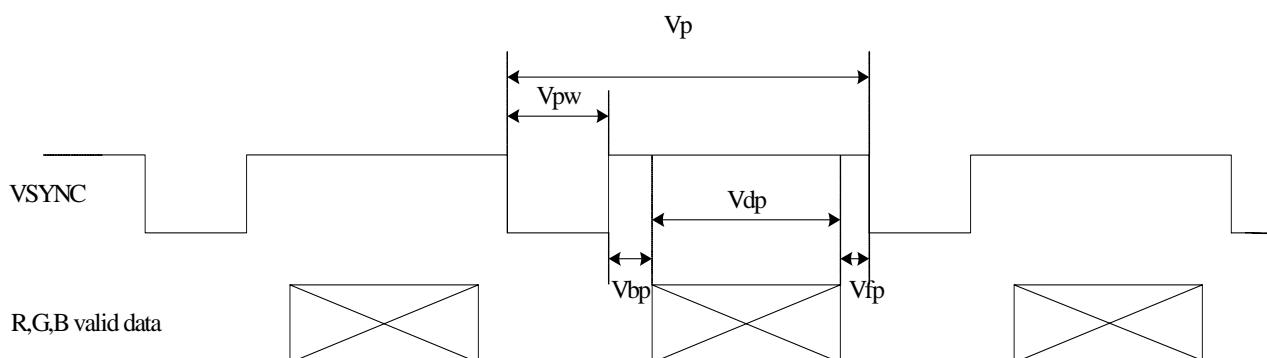 Vp
Vpw
VSYNC
Vdp
Vbp
Vfp
R,G,B valid data